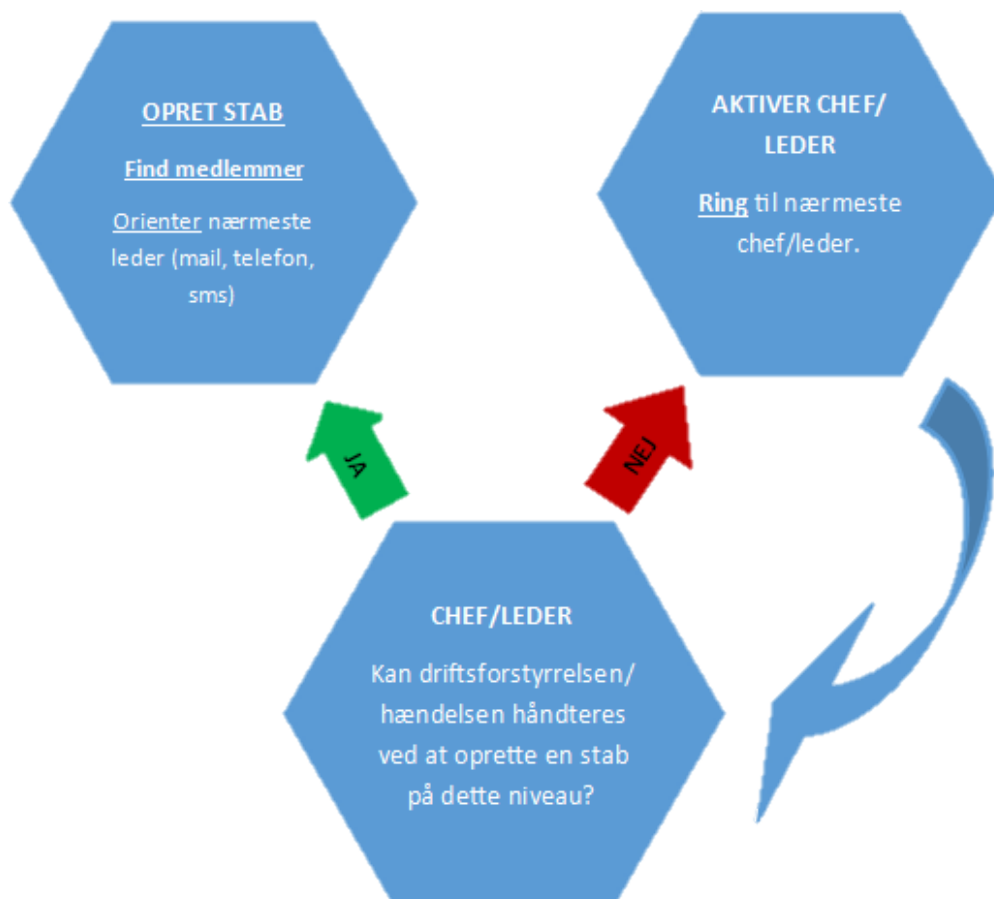 OPRET STAB
Find medlemmer
Orienter nærmeste
leder (mail, telefon,
sms)
AKTIVER CHEF/
LEDER
Ring til nærmeste
chef/leder.
JA
NEJ
CHEF/LEDER
Kan driftsforstyrrelsen/
hændelsen håndteres
ved at oprette en stab
på dette niveau?